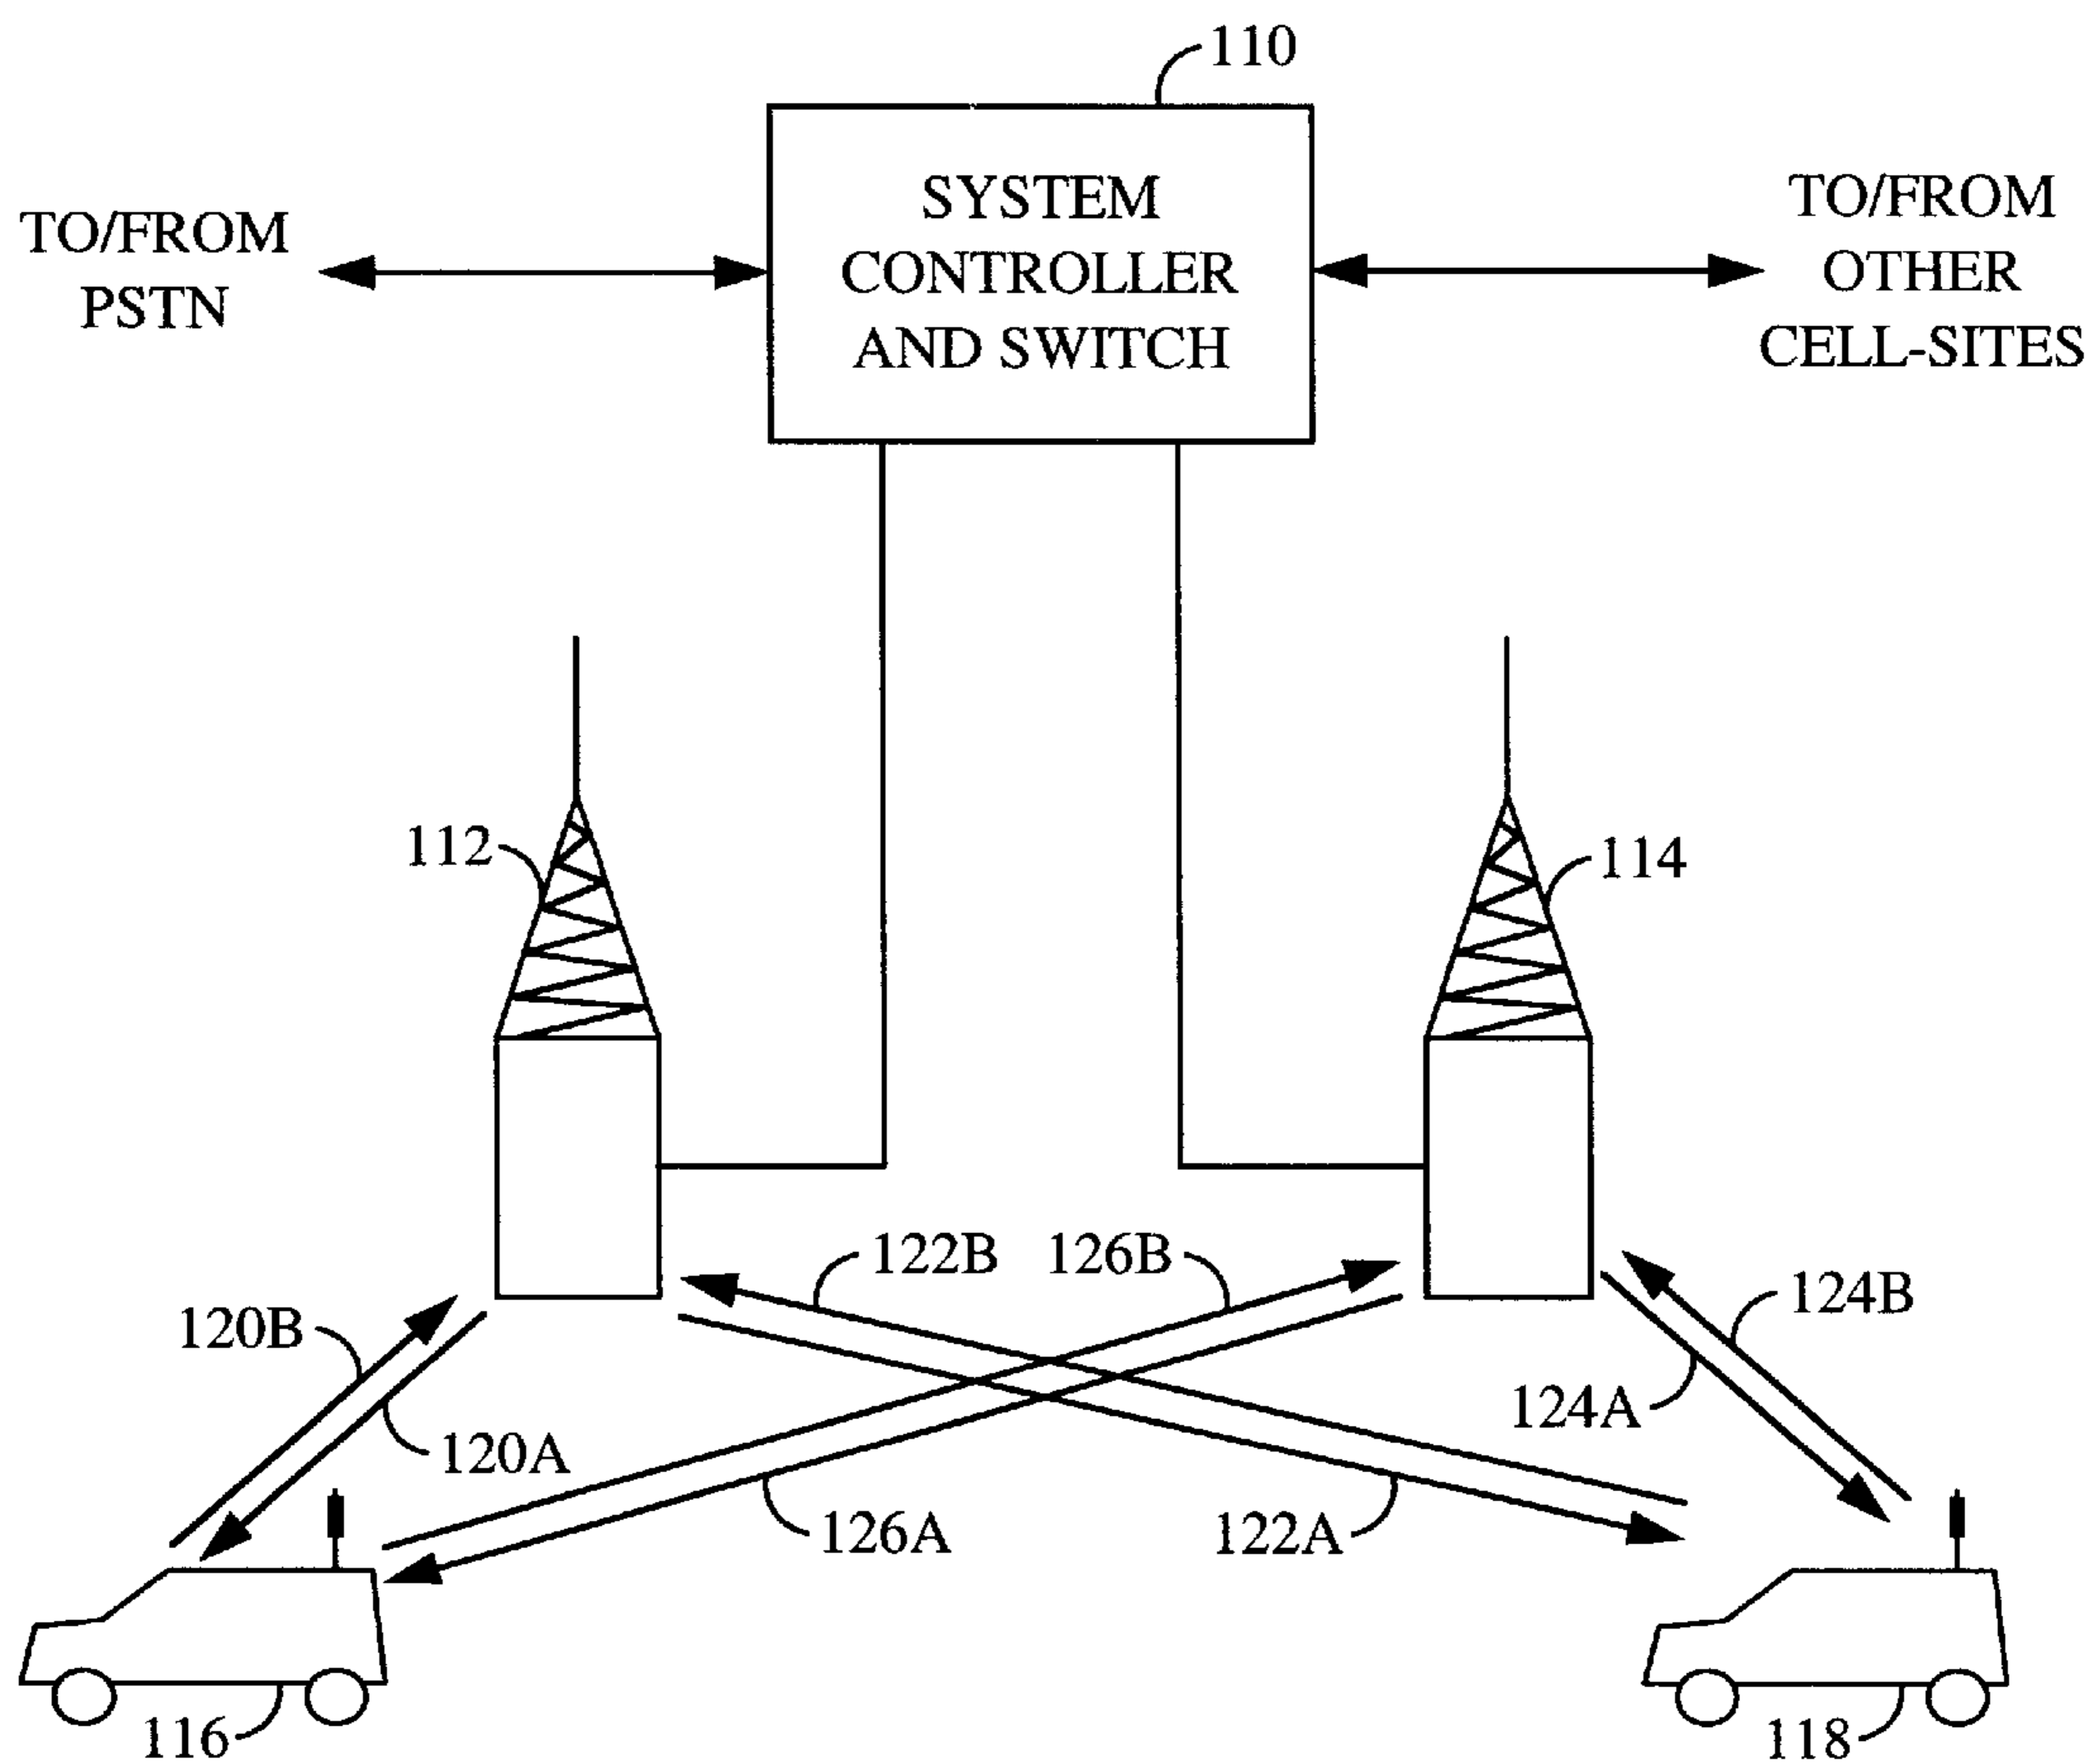 110
SYSTEM
CONTROLLER
AND SWITCH
TO/FROM
PSTN
TO/FROM
OTHER
CELL-SITES
112
114
122B
126B
120B
124B
120A
124A
126A
122A
116
118